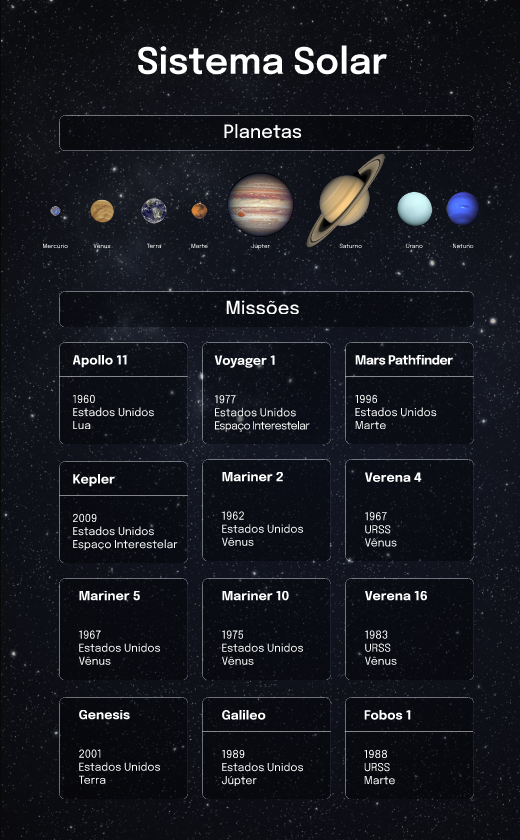 Sistema Solar
Planetas
Mercúrio
Vênus
Terra
Marte
Júpter
Saturno
Urano
Netuno
Missões
Apollo 11
1960
Estados Unidos
Lua
Voyager 1
1977
Estados Unidos
Espaço Interestelar
Mars Pathfinder
1996
Estados Unidos
Marte
Kepler
2009
Estados Unidos
Espaço Interestelar
Mariner 2
1962
Estados Unidos
Vênus
Verena 4
1967
URSS
Vênus
Mariner 5
1967
Estados Unidos
Vênus
Mariner 10
1975
Estados Unidos
Vênus
Verena 16
1983
URSS
Vênus
Genesis
2001
Estados Unidos
Terra
Galileo
1989
Estados Unidos
Júpter
Fobos 1
1988
URSS
Marte